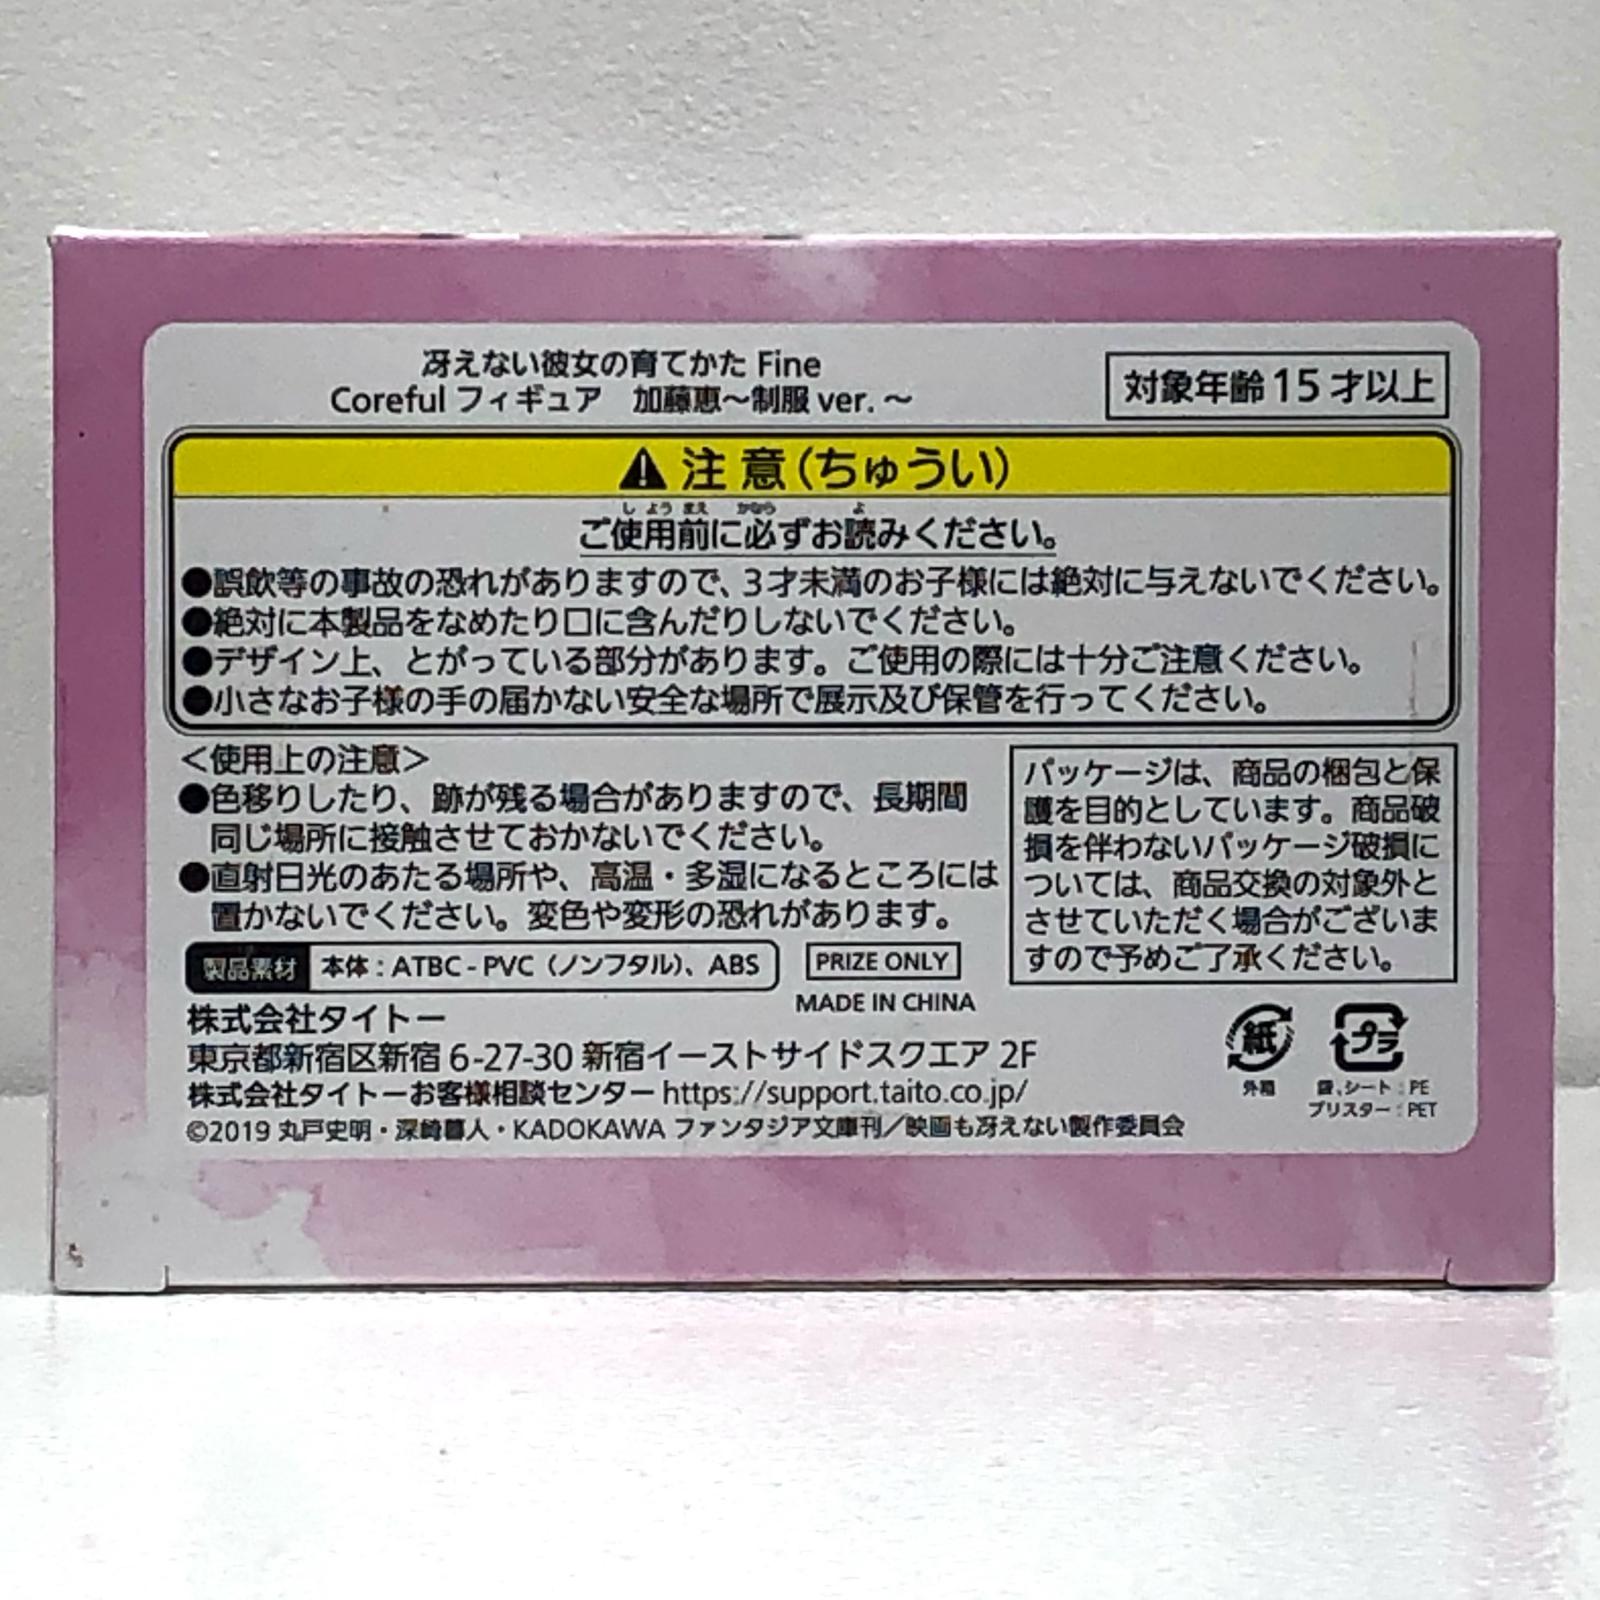 冴えない彼女の育てかた Fine
Coreful フィギュア　加藤恵～制服 ver. ～
対象年齢 15 才以上
注 意（ちゅうい）
ご使用前に必ずお読みください。
●誤飲等の事故の恐れがありますので、3才未満のお子様には絶対に与えないでください。
●絶対に本製品をなめたり口に含んだりしないでください。
●デザイン上、とがっている部分があります。ご使用の際には十分ご注意ください。
●小さなお子様の手の届かない安全な場所で展示及び保管を行ってください。
＜使用上の注意＞
●色移りしたり、跡が残る場合がありますので、長期間
同じ場所に接触させておかないでください。
●直射日光のあたる場所や、高温・多湿になるところには
置かないでください。変色や変形の恐れがあります。
パッケージは、商品の梱包と保
護を目的としています。商品破
損を伴わないパッケージ破損に
ついては、商品交換の対象外と
させていただく場合がございま
すので予めご了承ください。
製品素材 本体：ATBC-PVC（ノンフタル）、ABS
PRIZE ONLY
MADE IN CHINA
株式会社タイトー
東京都新宿区新宿 6-27-30 新宿イーストサイドスクエア 2F
株式会社タイトーお客様相談センター https://support.taito.co.jp/
©2019 丸戸史明・深崎暮人・KADOKAWA ファンタジア文庫刊／映画も冴えない製作委員会
紙
外箱
プラ
袋、シート：PE
ブリスター：PET